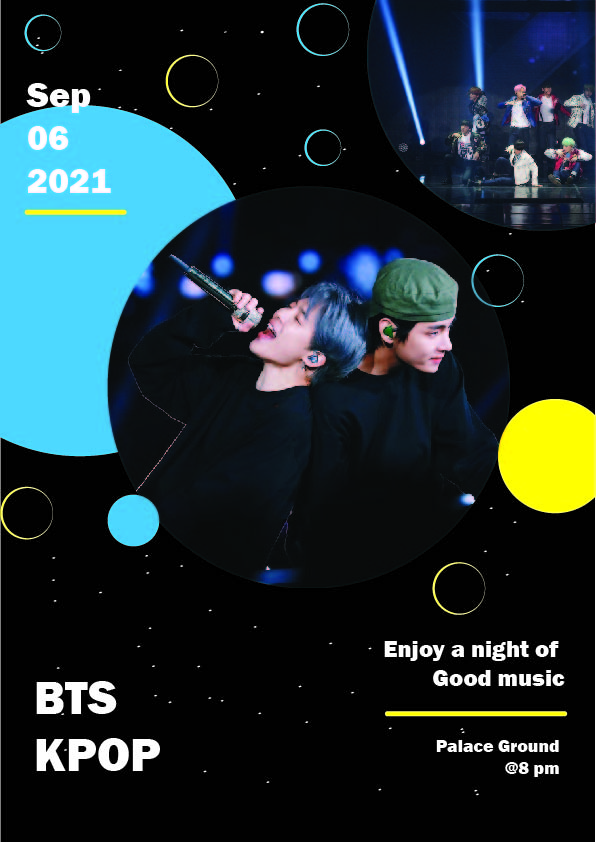 Sep
06
2021
BTS
KPOP
Enjoy a night of
Good music
Palace Ground
@8 pm